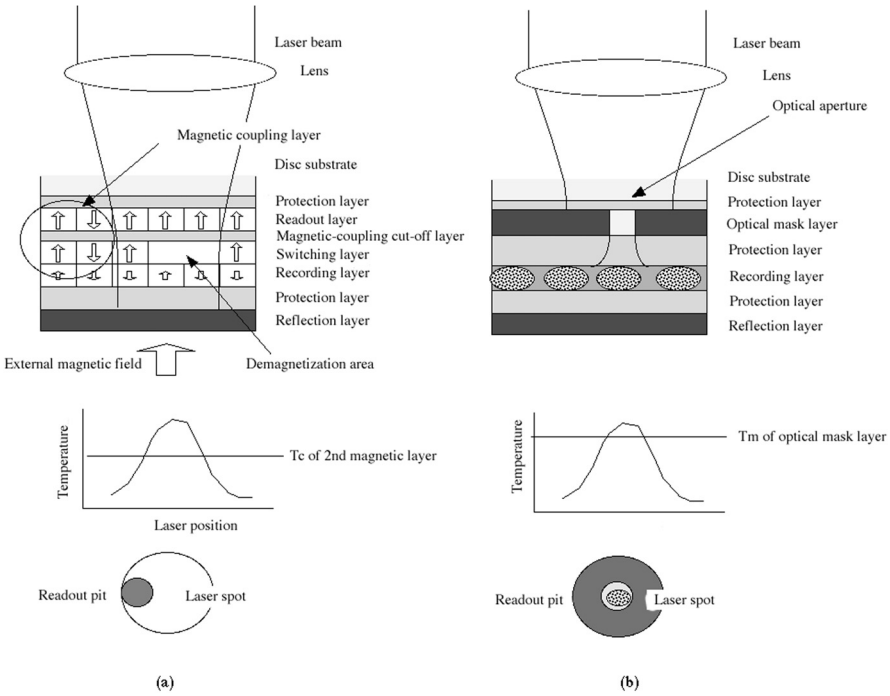 Laser beam
Lens
Magnetic coupling layer
Disc substrate
Protection layer
Readout layer
Magnetic-coupling cut-off layer
Switching layer
Recording layer
Protection layer
Reflection layer
External magnetic field
Demagnetization area
Temperature
Tc of 2nd magnetic layer
Laser position
Readout pit
Laser spot
(a)
Laser beam
Lens
Optical aperture
Disc substrate
Protection layer
Optical mask layer
Protection layer
Recording layer
Protection layer
Reflection layer
Temperature
Tm of optical mask layer
Readout pit
Laser spot
(b)